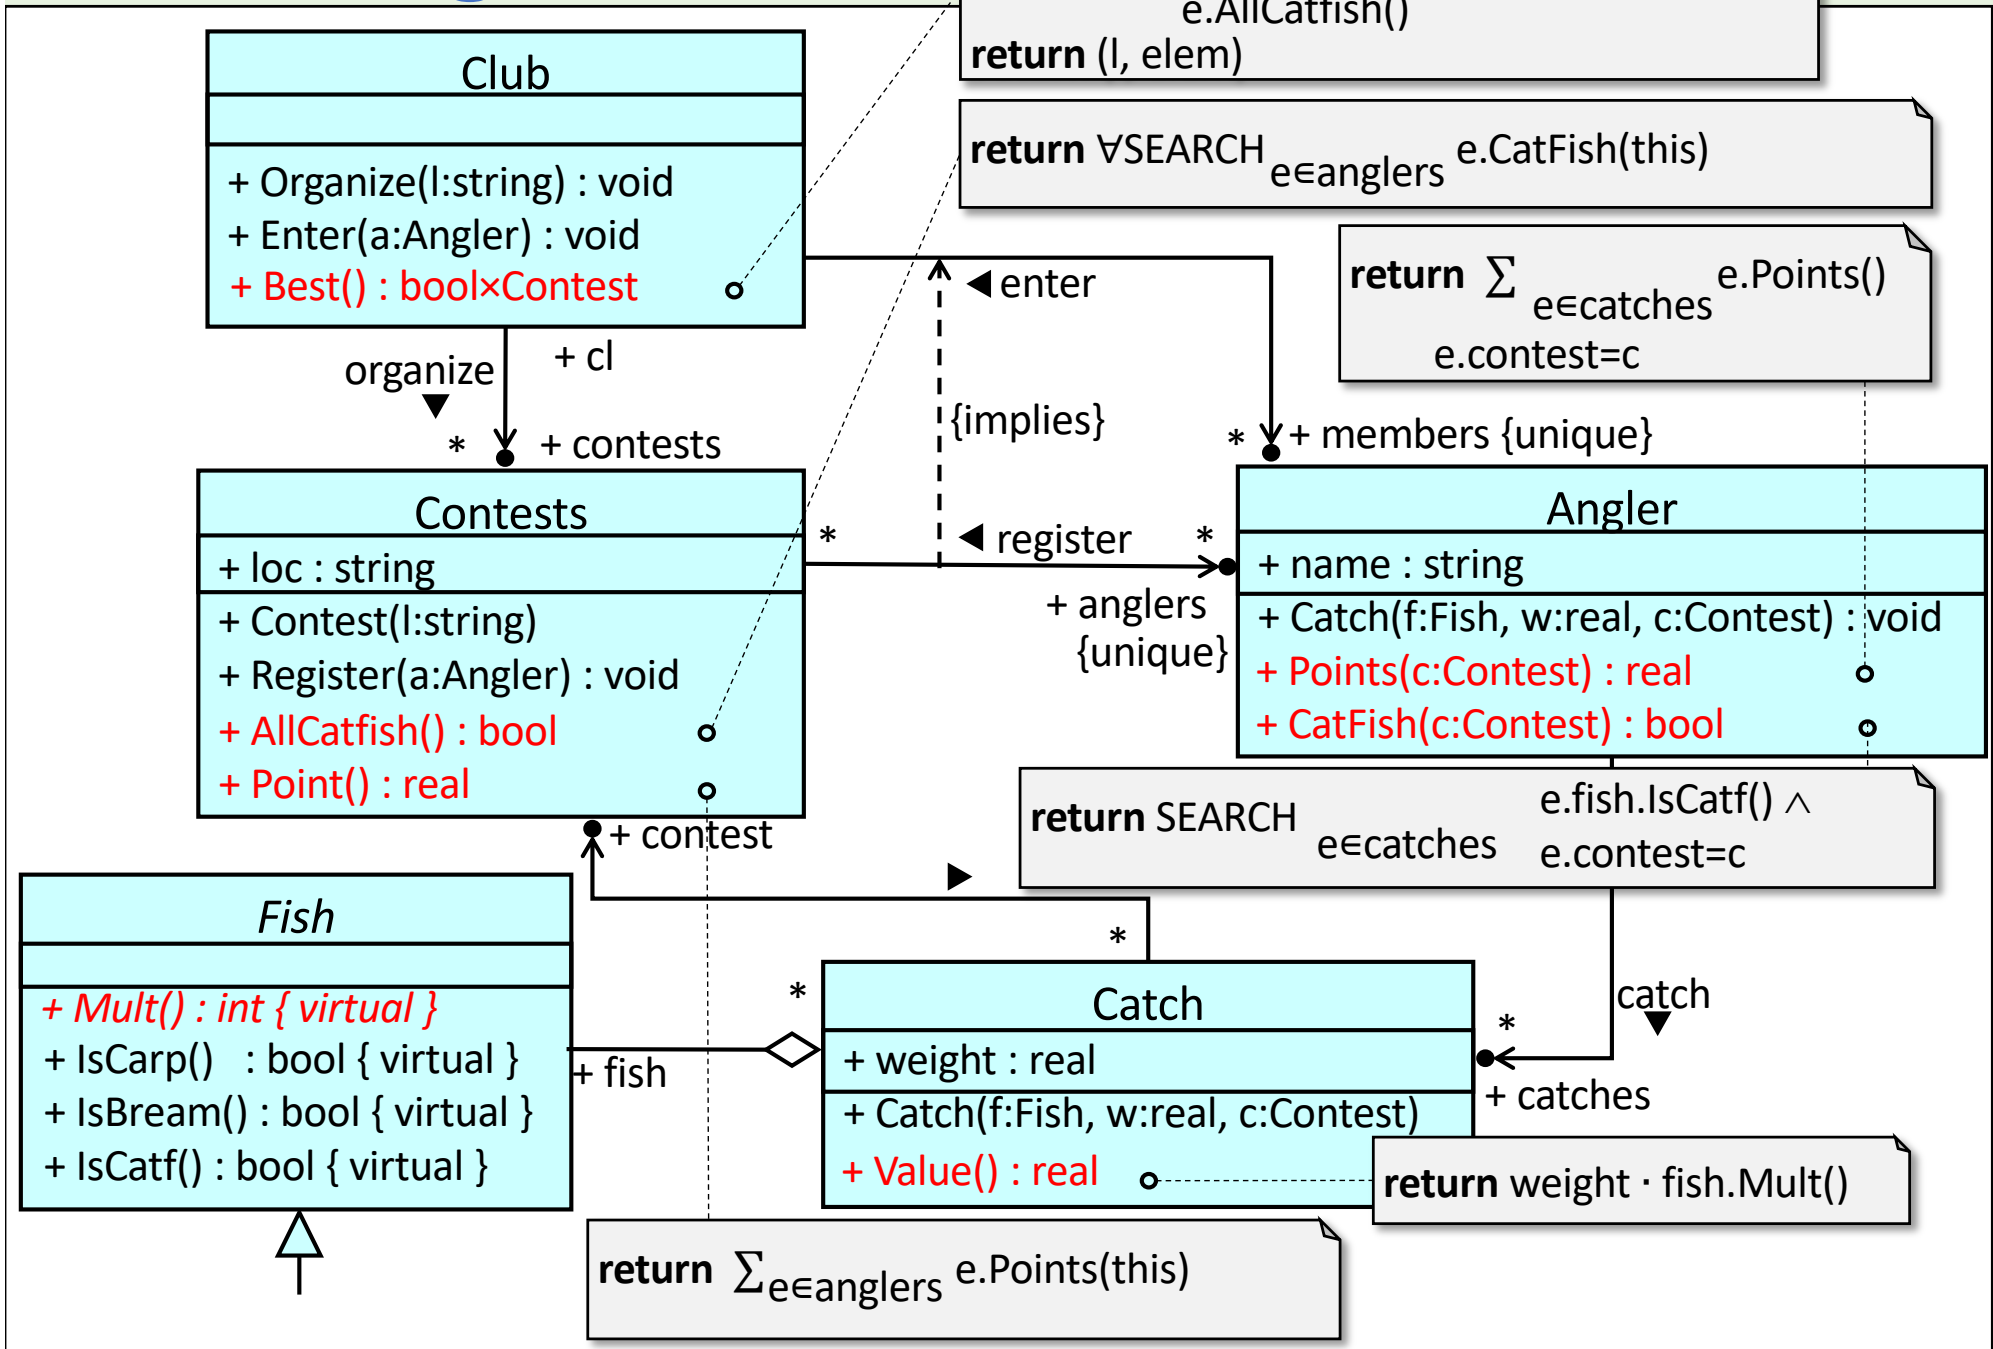 e.AllCatfish()
return (l, elem)
Club
+ Organize(l:string) : void
+ Enter(a:Angler) : void
+ Best() : bool×Contest
return ∀SEARCH e∈anglers e.CatFish(this)
return ∑ e∈catches e.Points()
e.contest=c
enter
organize
+ cl
{implies}
* + contests
* + members {unique}
Contests
+ loc : string
+ Contest(l:string)
+ Register(a:Angler) : void
+ AllCatfish() : bool
+ Point() : real
* register *
+ anglers
{unique}
Angler
+ name : string
+ Catch(f:Fish, w:real, c:Contest) : void
+ Points(c:Contest) : real
+ CatFish(c:Contest) : bool
return SEARCH e∈catches e.fish.IsCatf() ∧
e.contest=c
+ contest
*
Fish
+ Mult() : int { virtual }
+ IsCarp() : bool { virtual }
+ IsBream() : bool { virtual }
+ IsCatf() : bool { virtual }
*
+ fish
Catch
+ weight : real
+ Catch(f:Fish, w:real, c:Contest)
+ Value() : real
catch
*
+ catches
return weight · fish.Mult()
return ∑e∈anglers e.Points(this)